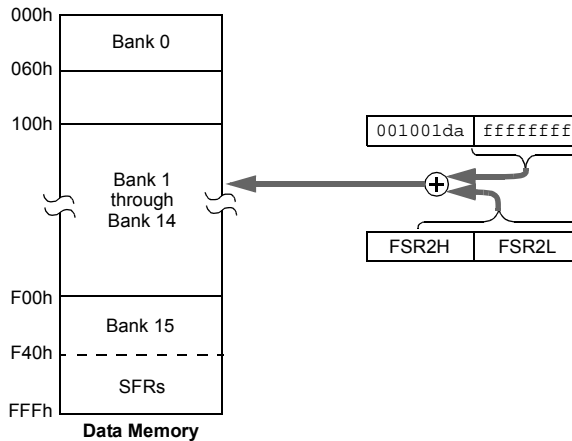 000h
Bank 0
060h
100h
001001da ffffffff
Bank 1
through
Bank 14
FSR2H FSR2L
F00h
Bank 15
F40h
SFRs
FFFh
Data Memory